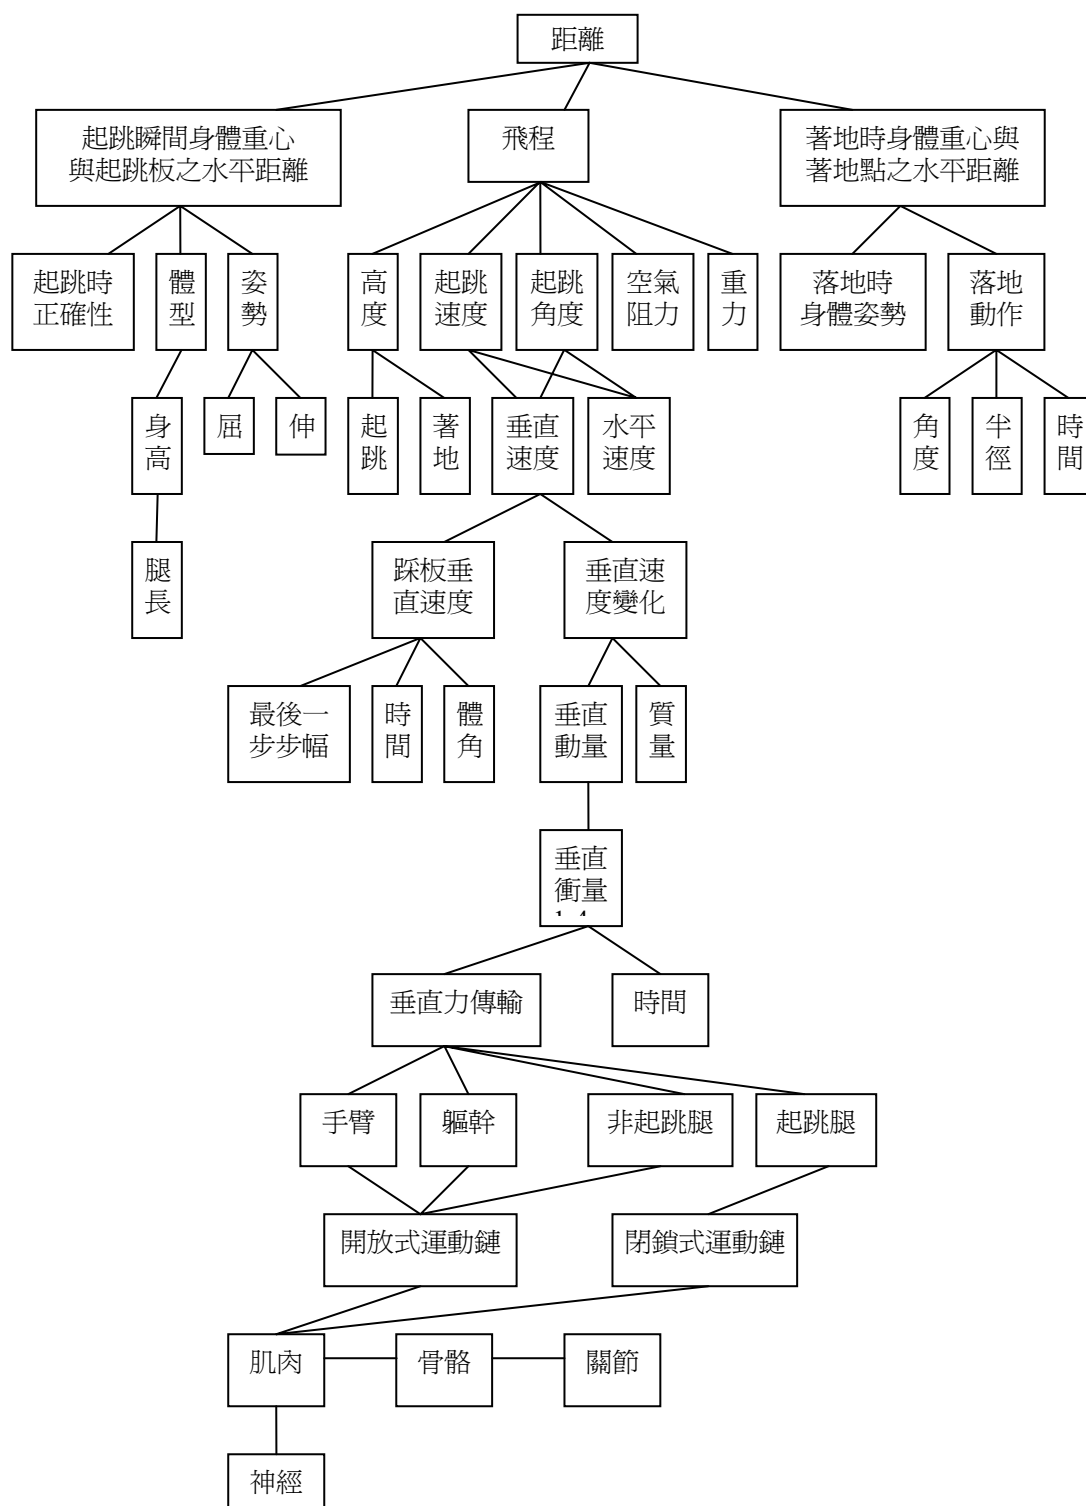 距離
起跳瞬間身體重心
與起跳板之水平距離
飛程
著地時身體重心與
著地點之水平距離
起跳時
正確性
體
型
姿
勢
高
度
起跳
速度
起跳
角度
空氣
阻力
重
力
落地時
身體姿勢
落地
動作
身
高
屈
伸
起
跳
著
地
垂直
速度
水平
速度
角
度
半
徑
時
間
腿
長
踩板垂
直速度
垂直速
度變化
最後一
步步幅
時
間
體
角
垂直
動量
質
量
垂直
衝量
垂直力傳輸
時間
手臂
軀幹
非起跳腿
起跳腿
開放式運動鏈
閉鎖式運動鏈
肌肉
骨骼
關節
神經